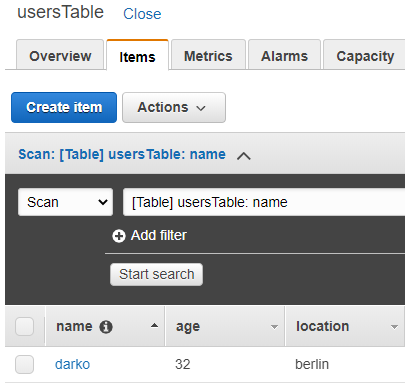 usersTable Close
Overview Items Metrics Alarms Capacity
Create item Actions
Scan: [Table] usersTable: name
Scan [Table] usersTable: name
Add filter
Start search
name age location
darko 32 berlin